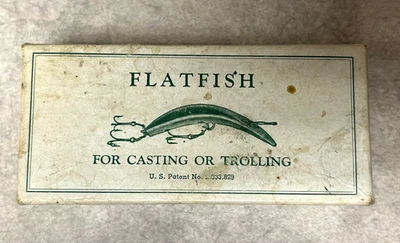 FLATFISH
FOR CASTING OR TROLLING
U. S. Patent No.